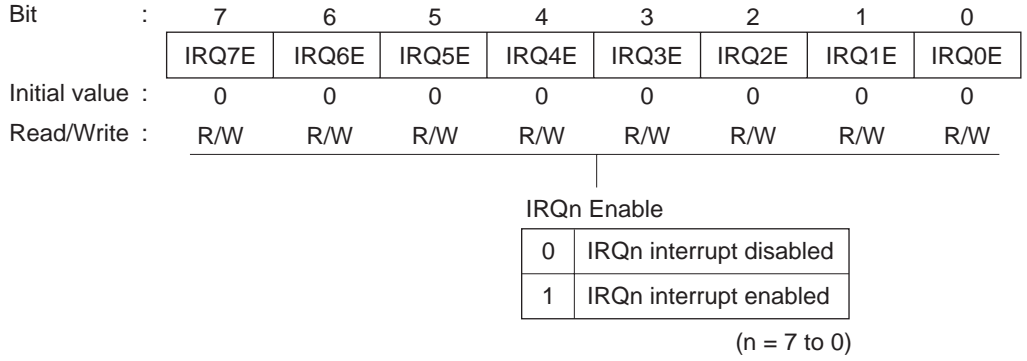 Bit : 7 6 5 4 3 2 1 0
IRQ7E IRQ6E IRQ5E IRQ4E IRQ3E IRQ2E IRQ1E IRQ0E
Initial value : 0 0 0 0 0 0 0 0
Read/Write : R/W R/W R/W R/W R/W R/W R/W R/W
IRQn Enable
0 IRQn interrupt disabled
1 IRQn interrupt enabled
(n = 7 to 0)